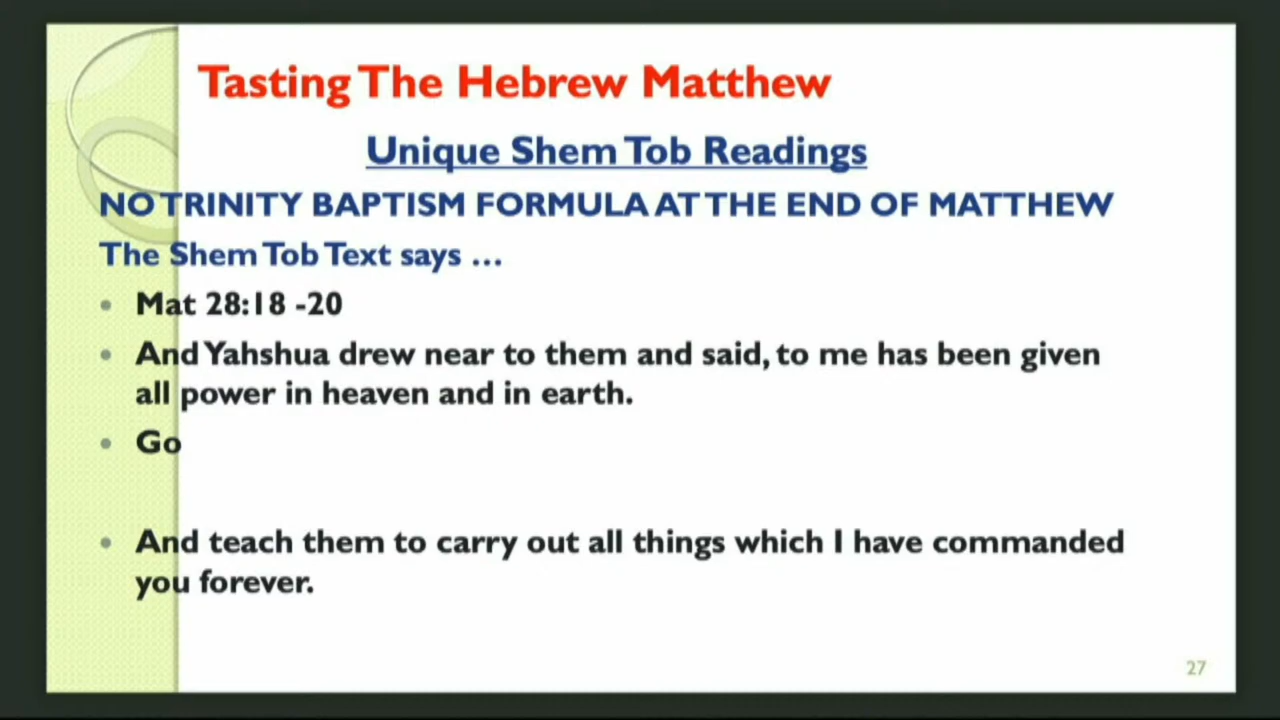 Tasting The Hebrew Matthew
Unique Shem Tob Readings
NO TRINITY BAPTISM FORMULA AT THE END OF MATTHEW
The Shem Tob Text says ...
• Mat 28:18 -20
• And Yahshua drew near to them and said, to me has been given
all power in heaven and in earth.
• Go
• And teach them to carry out all things which I have commanded
you forever.
27